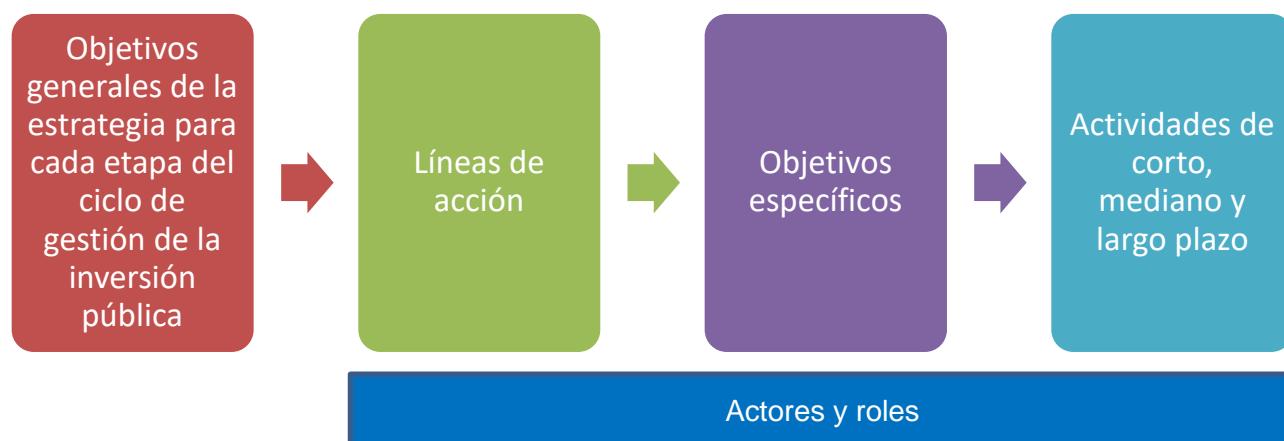 Objetivos
generales de la
estrategia para
cada etapa del
ciclo de
gestión de la
inversión
pública
Líneas de
acción
Objetivos
específicos
Actividades de
corto,
mediano y
largo plazo
Actores y roles